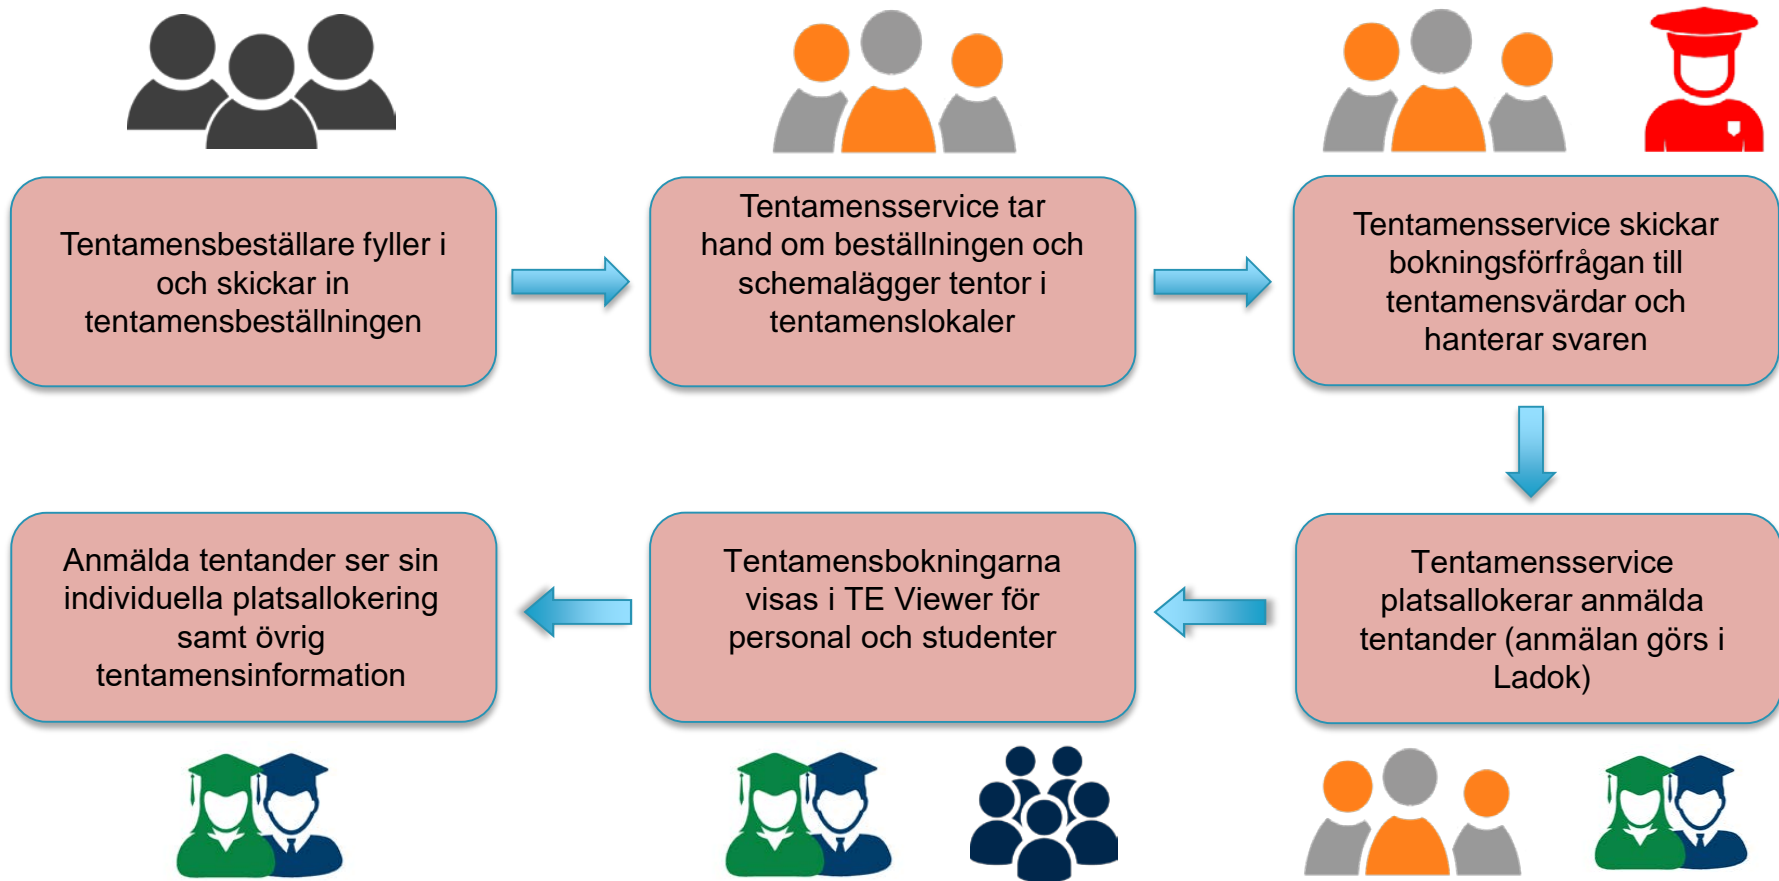 Tentamensbeställare fyller i
och skickar in
tentamensbeställningen
Tentamensservice tar
hand om beställningen och
schemalägger tentor i
tentamenslokaler
Tentamensservice skickar
bokningsförfrågan till
tentamensvärdar och
hanterar svaren
Tentamensservice
platsallokerar anmälda
tentander (anmälan görs i
Ladok)
Tentamensbokningarna
visas i TE Viewer för
personal och studenter
Anmälda tentander ser sin
individuella platsallokering
samt övrig
tentamensinformation